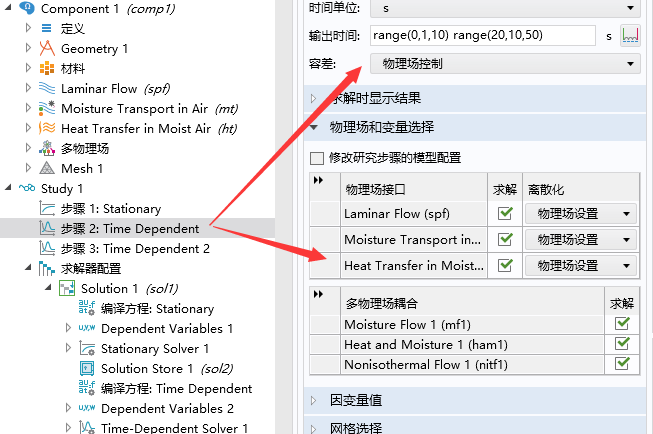 Component 1 (comp1)
定义
Geometry 1
材料
Laminar Flow (spf)
Moisture Transport in Air (mt)
Heat Transfer in Moist Air (ht)
多物理场
Mesh 1
Study 1
步骤 1: Stationary
步骤 2: Time Dependent
步骤 3: Time Dependent 2
求解器配置
Solution 1 (sol1)
编译方程: Stationary
Dependent Variables 1
Stationary Solver 1
Solution Store 1 (sol2)
编译方程: Time Dependent
Dependent Variables 2
Time-Dependent Solver 1
时间单位: s
输出时间: range(0,1,10) range(20,10,50) s
容差: 物理场控制
求解时显示结果
物理场和变量选择
修改研究步骤的模型配置
物理场接口 求解 离散化
Laminar Flow (spf) 物理场设置
Moisture Transport in... 物理场设置
Heat Transfer in Moist... 物理场设置
多物理场耦合 求解
Moisture Flow 1 (mf1)
Heat and Moisture 1 (ham1)
Nonisothermal Flow 1 (nitf1)
因变量值
网格选择